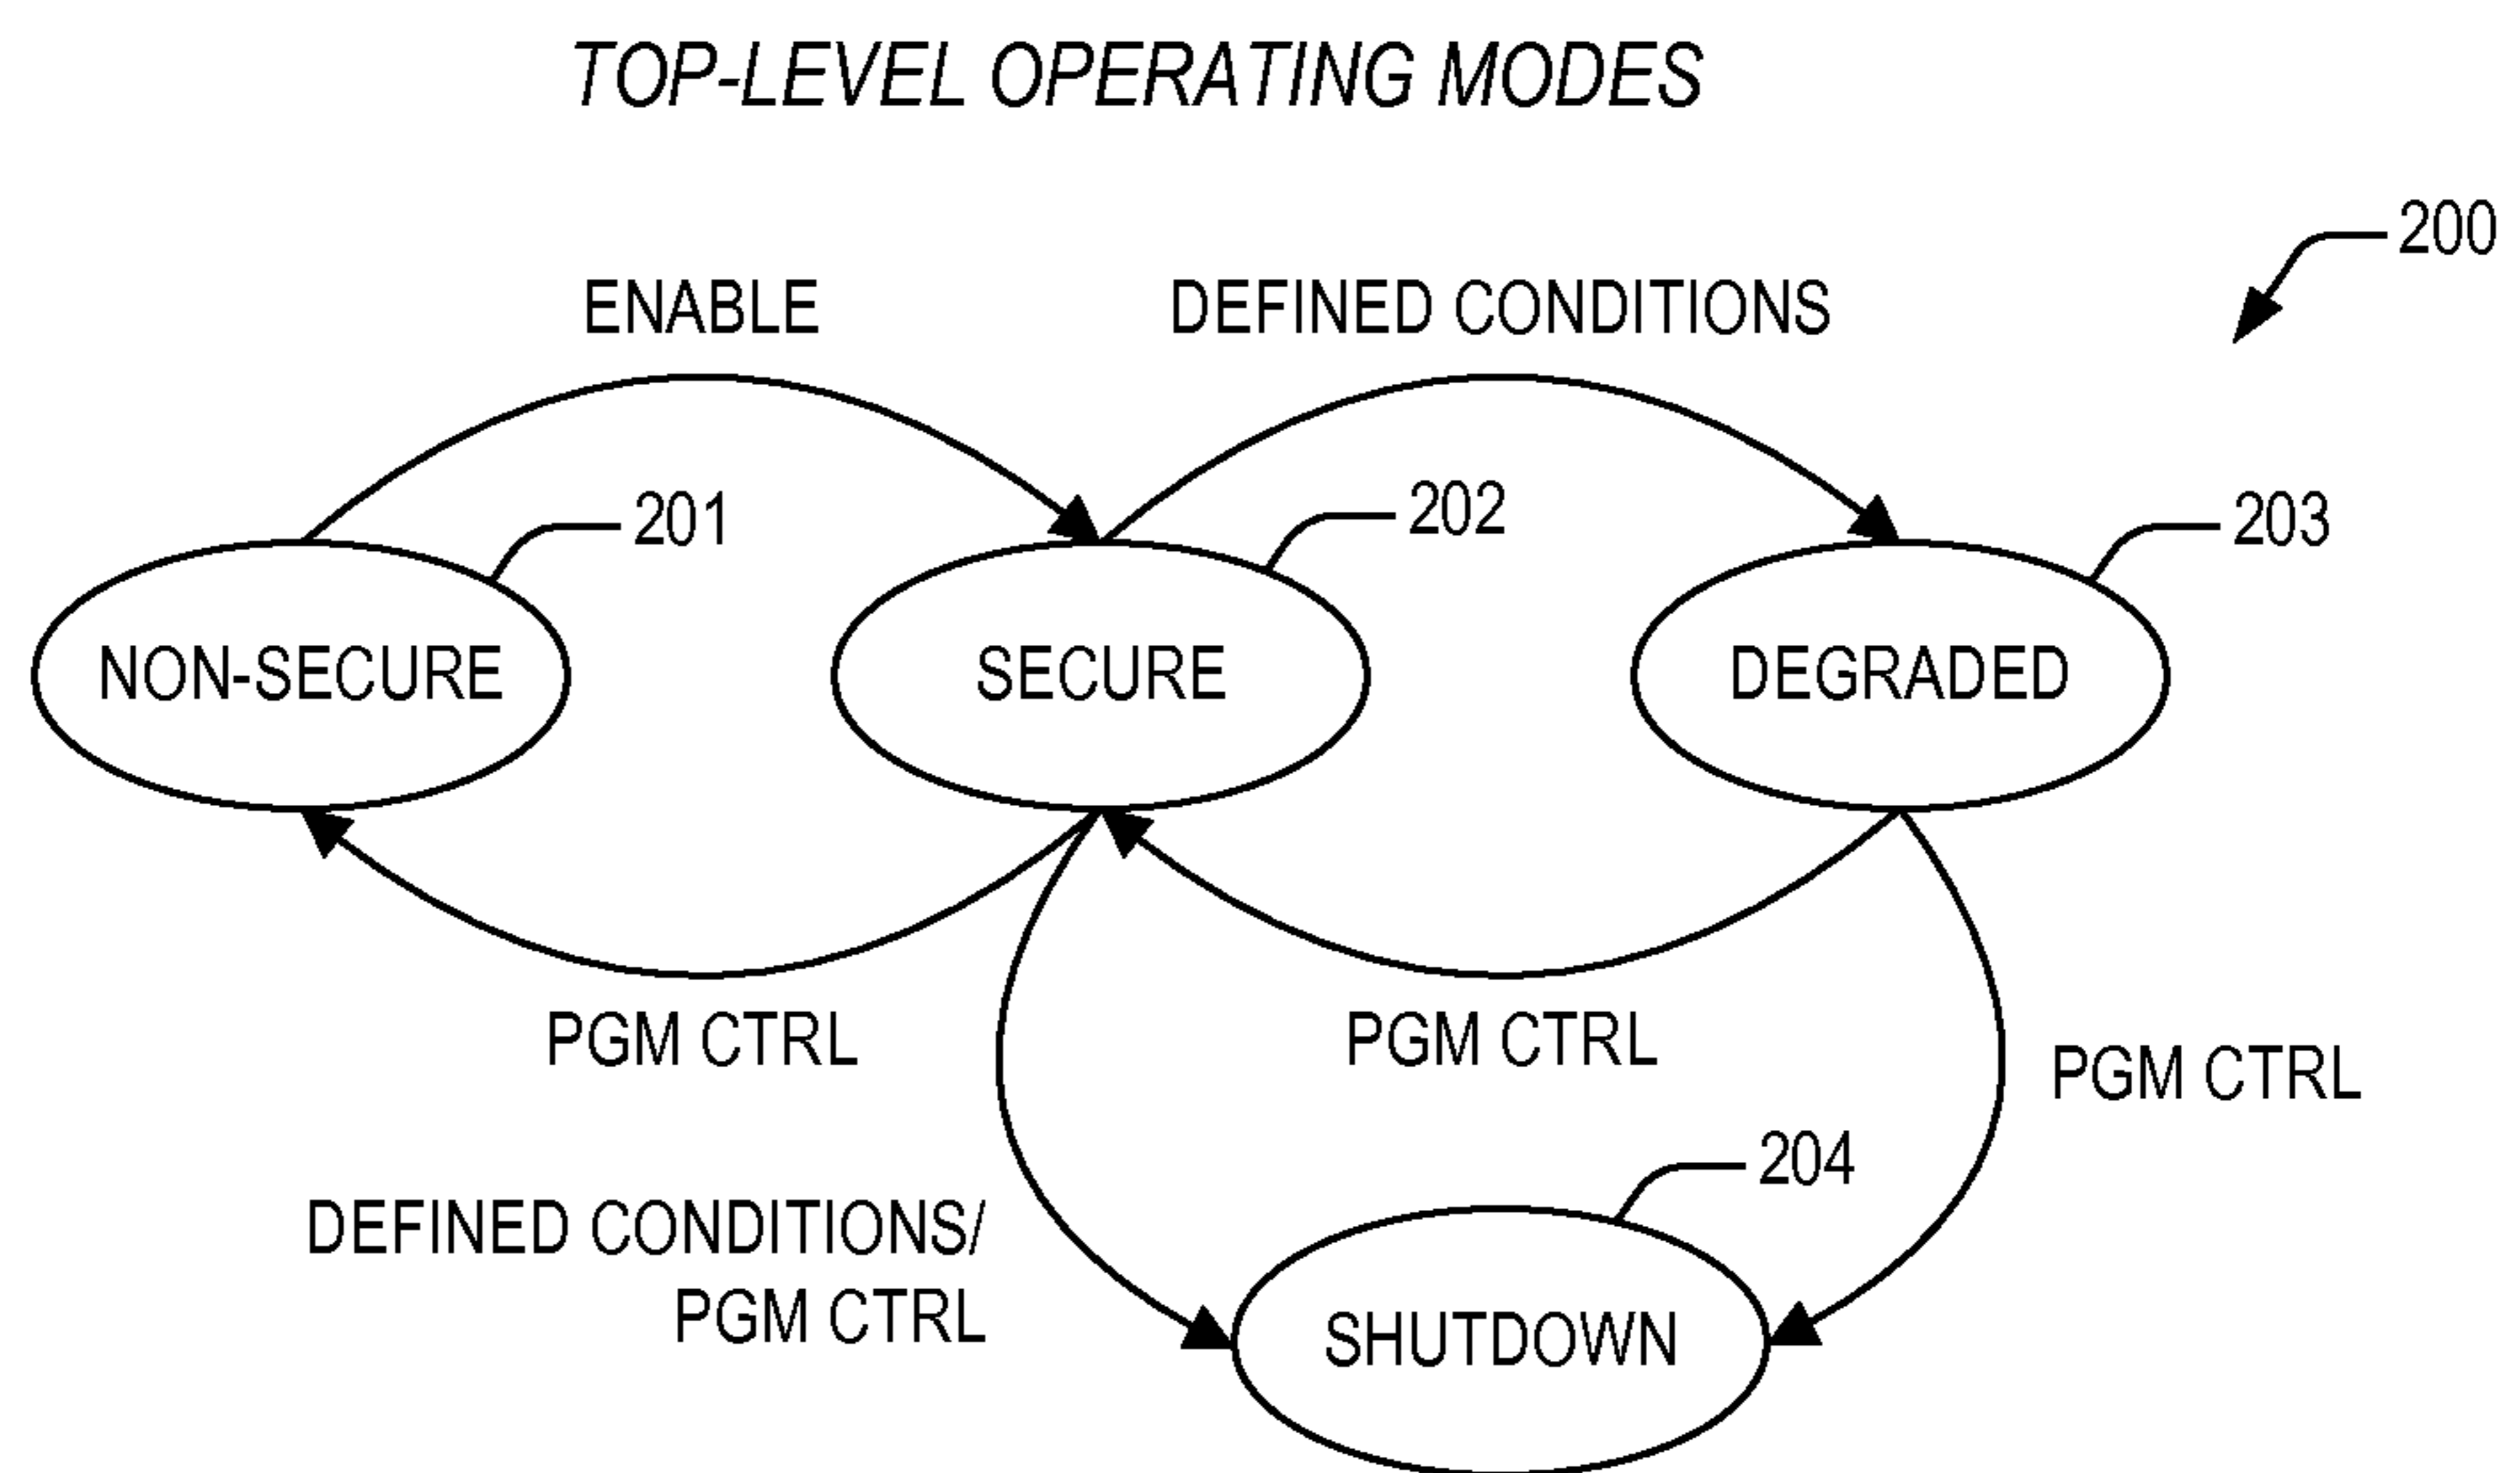 TOP-LEVEL OPERATING MODES
200
ENABLE
DEFINED CONDITIONS
201
202
203
NON-SECURE
SECURE
DEGRADED
PGM CTRL
PGM CTRL
PGM CTRL
204
DEFINED CONDITIONS/
PGM CTRL
SHUTDOWN